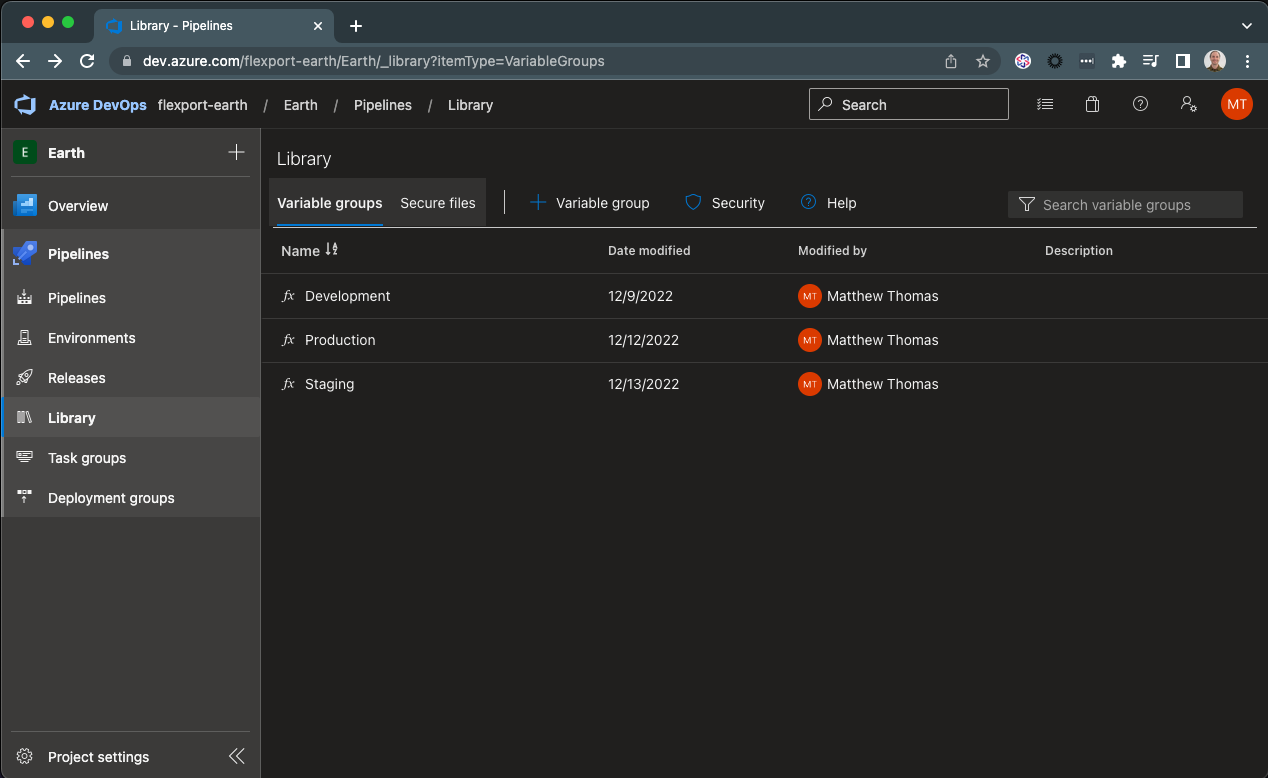 Library - Pipelines
dev.azure.com/flexport-earth/Earth/_library?itemType=VariableGroups
Azure DevOps flexport-earth / Earth / Pipelines / Library
Search
MT
E Earth
Overview
Pipelines
Pipelines
Environments
Releases
Library
Task groups
Deployment groups
Project settings
Library
Variable groups Secure files Variable group Security Help Search variable groups
Name Date modified Modified by Description
fx Development 12/9/2022 MT Matthew Thomas
fx Production 12/12/2022 MT Matthew Thomas
fx Staging 12/13/2022 MT Matthew Thomas